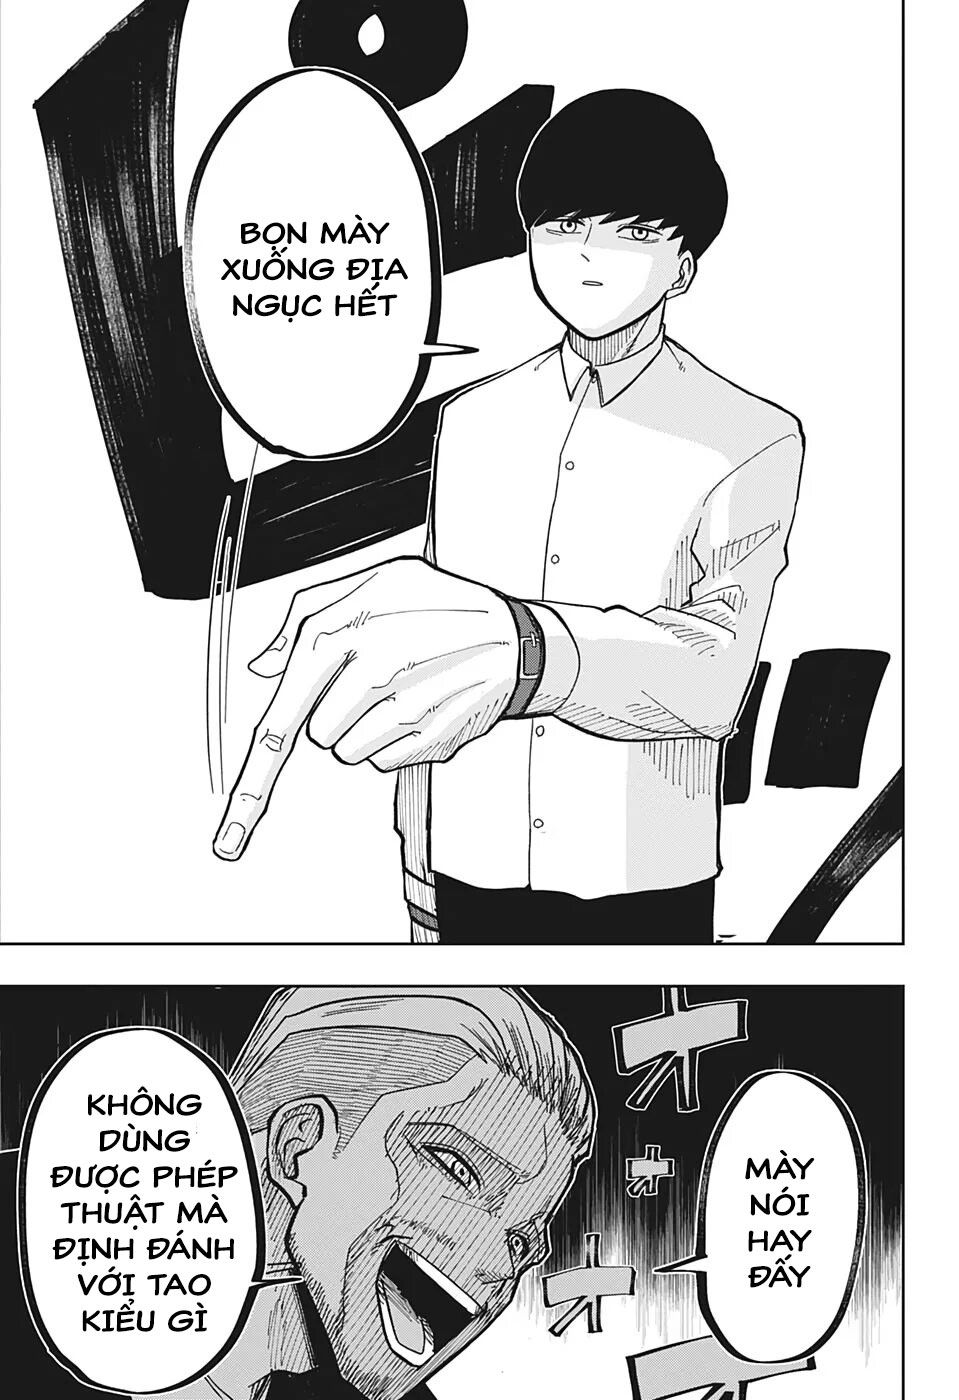 BỌN MÀY
XUỐNG ĐỊA
NGỤC HẾT
MÀY
NÓI
HAY
ĐẤY
KHÔNG
DÙNG
ĐƯỢC PHÉP
THUẬT MÀ
ĐỊNH ĐÁNH
VỚI TAO
KIỂU GÌ